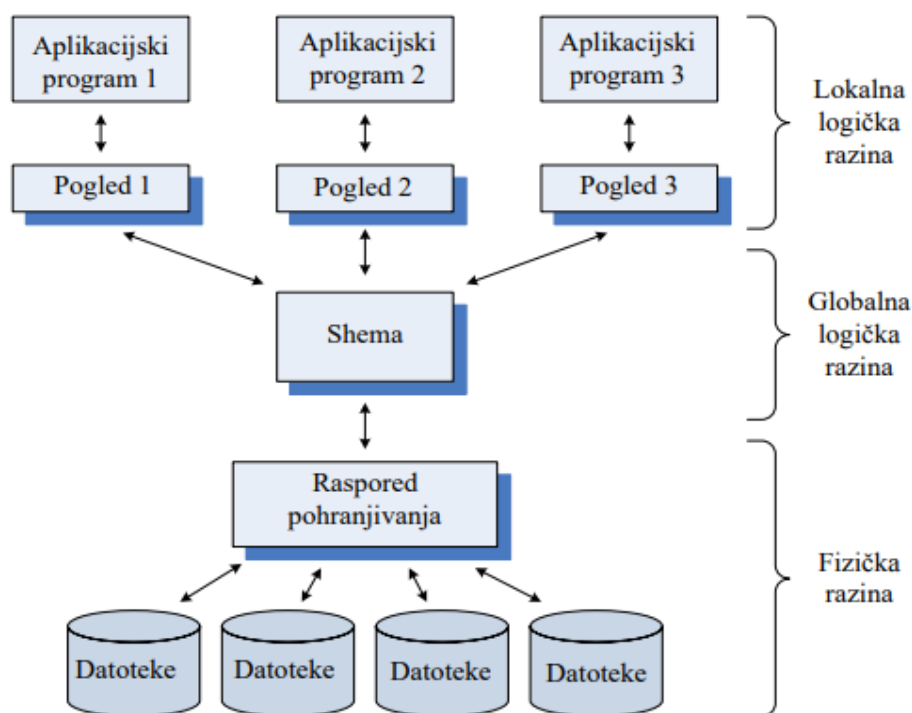 Aplikacijski
program 1
Aplikacijski
program 2
Aplikacijski
program 3
Lokalna
logička
razina
Pogled 1
Pogled 2
Pogled 3
Shema
Globalna
logička
razina
Raspored
pohranjivanja
Fizička
razina
Datoteke
Datoteke
Datoteke
Datoteke